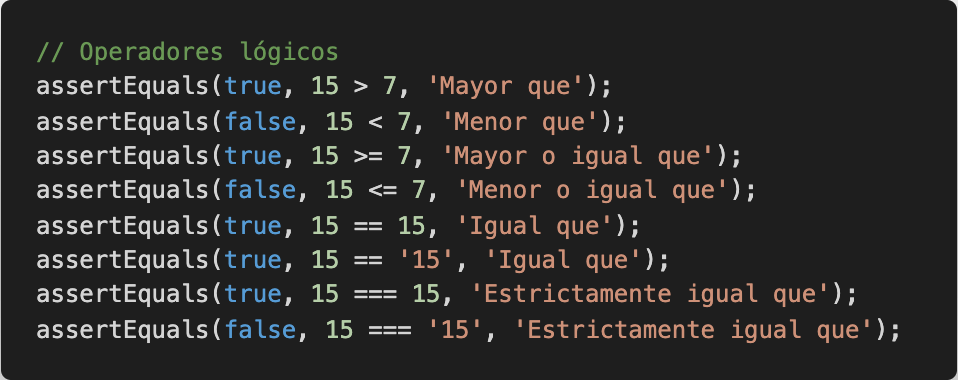 // Operadores lógicos
assertEquals(true, 15 > 7, 'Mayor que');
assertEquals(false, 15 < 7, 'Menor que');
assertEquals(true, 15 >= 7, 'Mayor o igual que');
assertEquals(false, 15 <= 7, 'Menor o igual que');
assertEquals(true, 15 == 15, 'Igual que');
assertEquals(true, 15 == '15', 'Igual que');
assertEquals(true, 15 === 15, 'Estrictamente igual que');
assertEquals(false, 15 === '15', 'Estrictamente igual que');